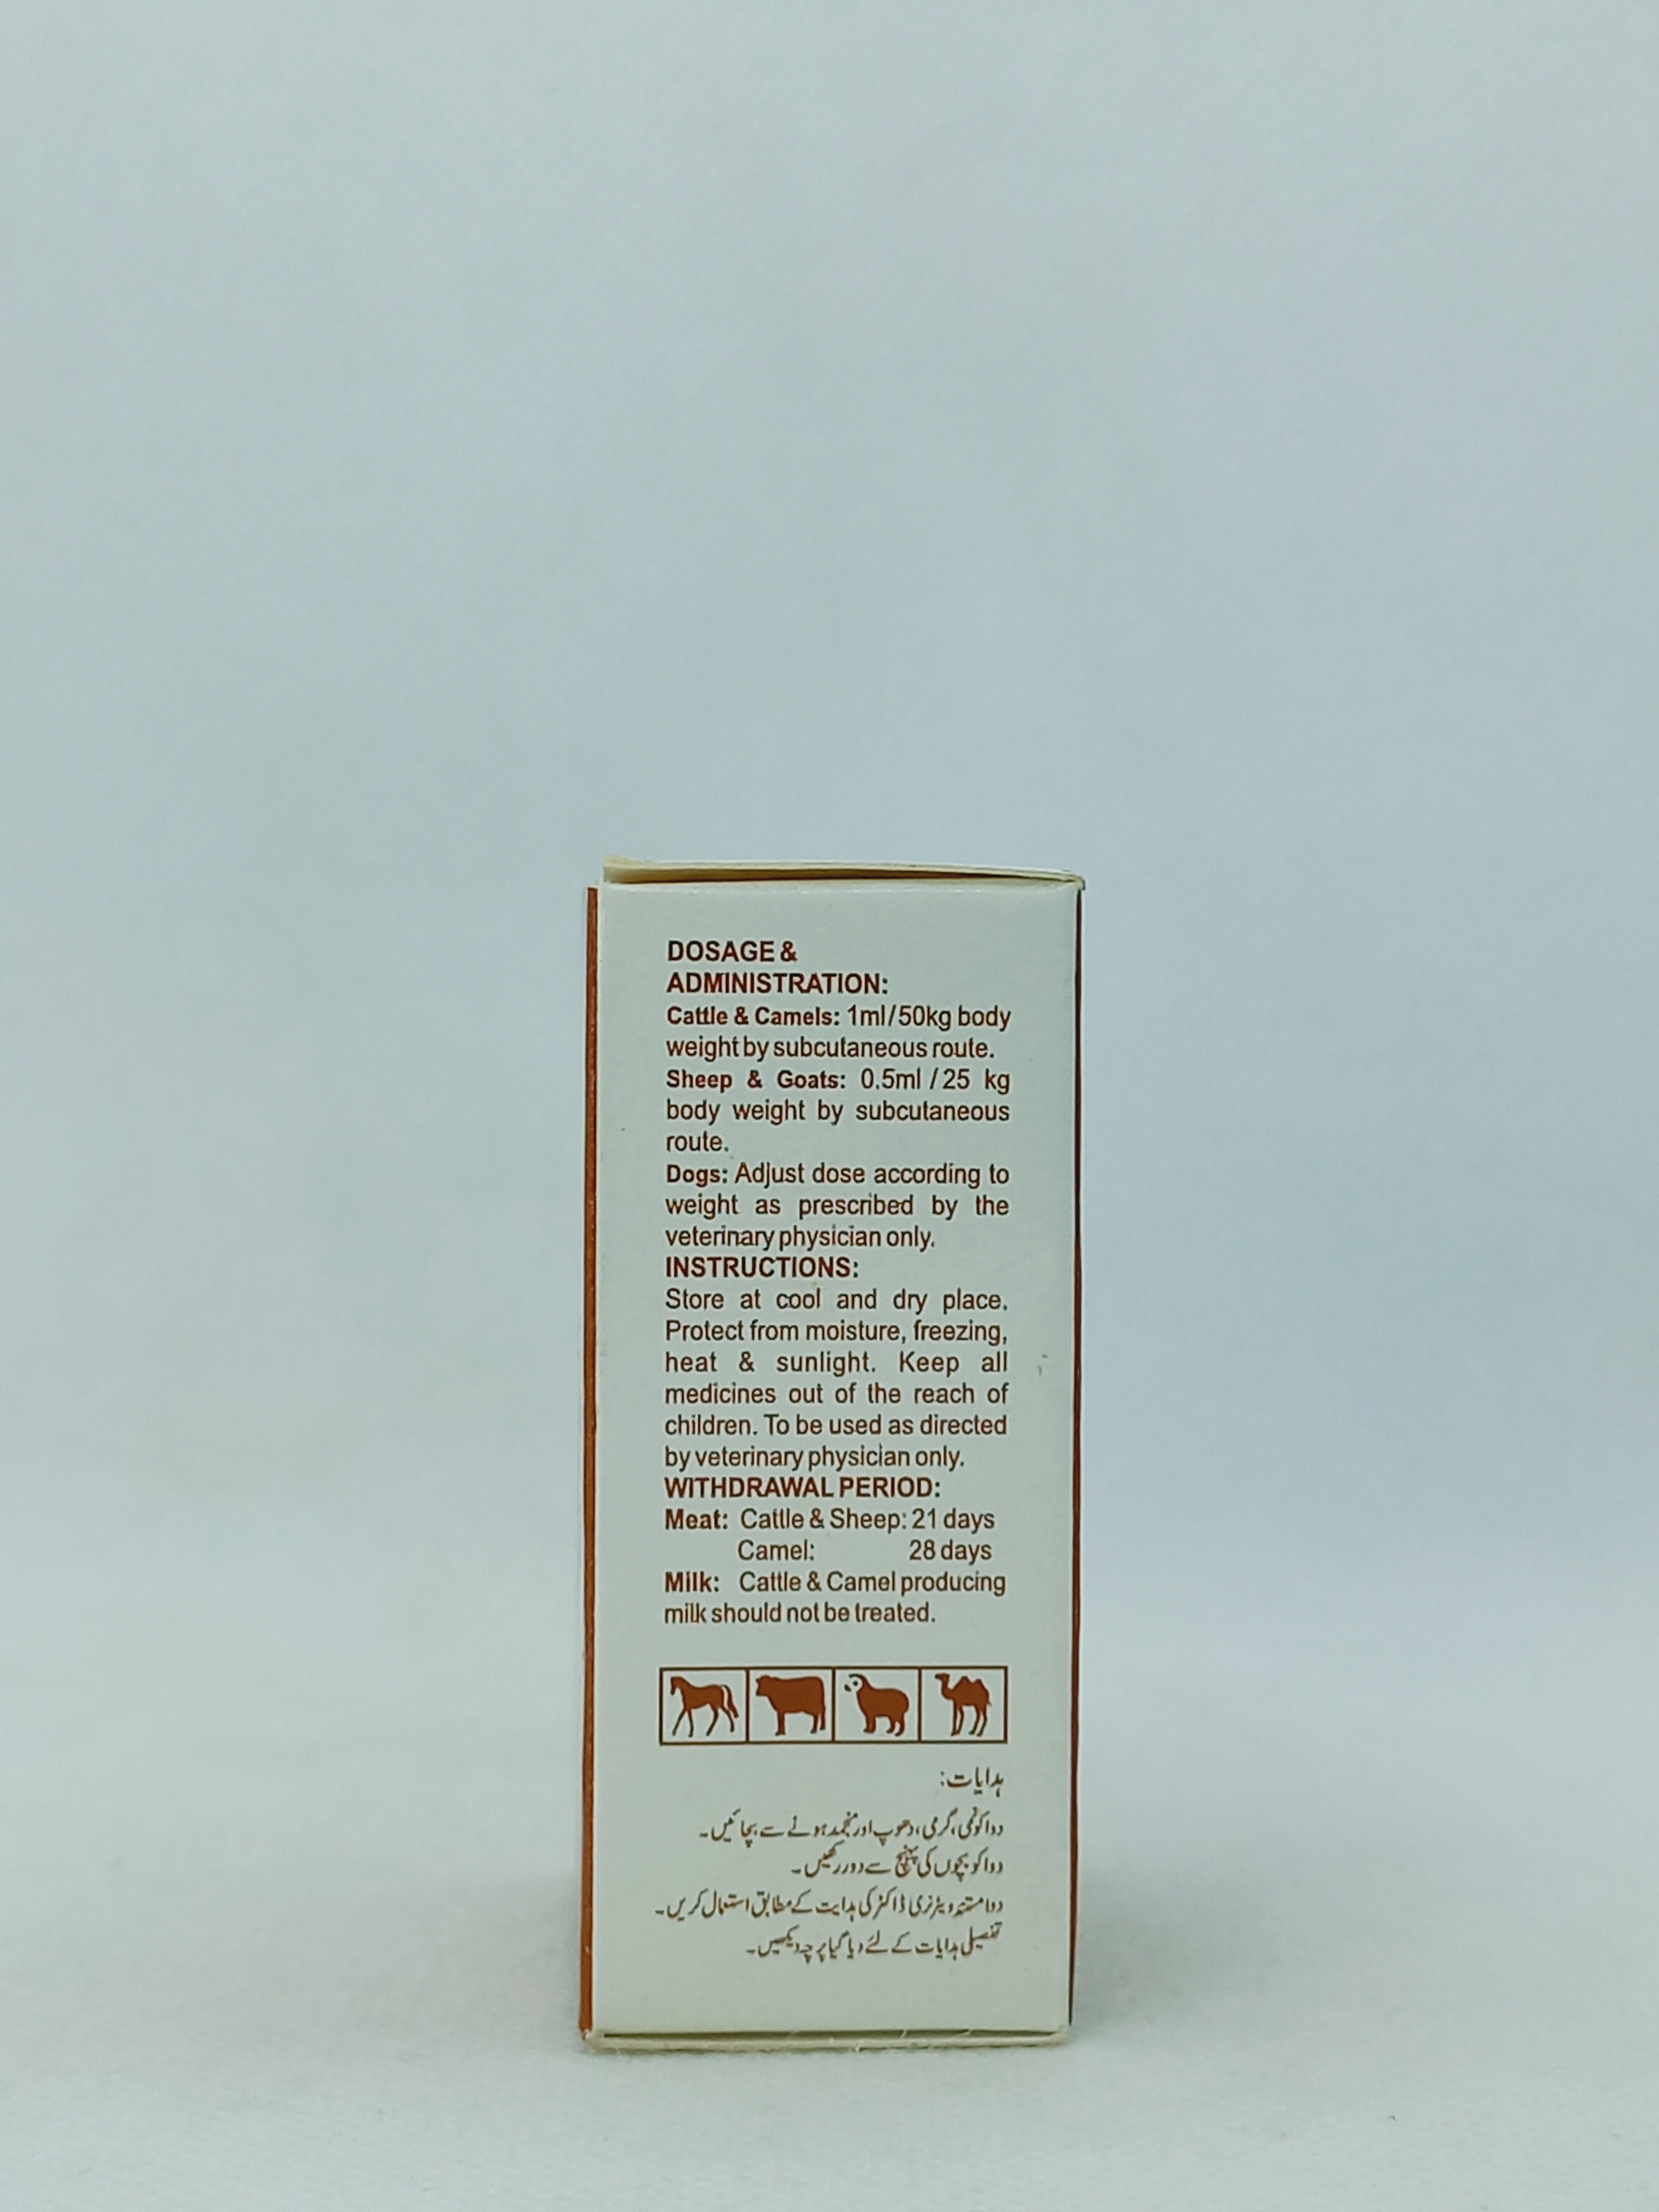 DOSAGE &
ADMINISTRATION:
Cattle & Camels: 1ml/50kg body
weight by subcutaneous route.
Sheep & Goats: 0.5ml / 25 kg
body weight by subcutaneous
route.
Dogs: Adjust dose according to
weight as prescribed by the
veterinary physician only.
INSTRUCTIONS:
Store at cool and dry place.
Protect from moisture, freezing,
heat & sunlight. Keep all
medicines out of the reach of
children. To be used as directed
by veterinary physician only.
WITHDRAWAL PERIOD:
Meat: Cattle & Sheep: 21 days
Camel: 28 days
Milk: Cattle & Camel producing
milk should not be treated.
ہدایات:
دوا کو نمی، گرمی، دھوپ اور منجمد ہونے سے بچائیں۔
دوا کو بچوں کی پہنچ سے دور رکھیں۔
دوا مستند ویٹرنری ڈاکٹر کی ہدایت کے مطابق استعمال کریں۔
تفصیلی ہدایات کے لئے دیا گیا پرچہ دیکھیں۔